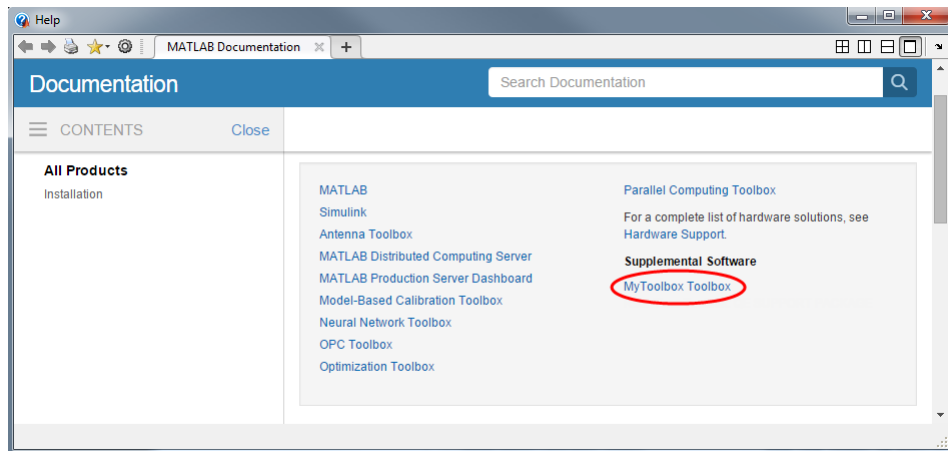 Help
MATLAB Documentation
Documentation
Search Documentation
CONTENTS
Close
All Products
Installation
MATLAB
Simulink
Antenna Toolbox
MATLAB Distributed Computing Server
MATLAB Production Server Dashboard
Model-Based Calibration Toolbox
Neural Network Toolbox
OPC Toolbox
Optimization Toolbox
Parallel Computing Toolbox
For a complete list of hardware solutions, see
Hardware Support.
Supplemental Software
MyToolbox Toolbox